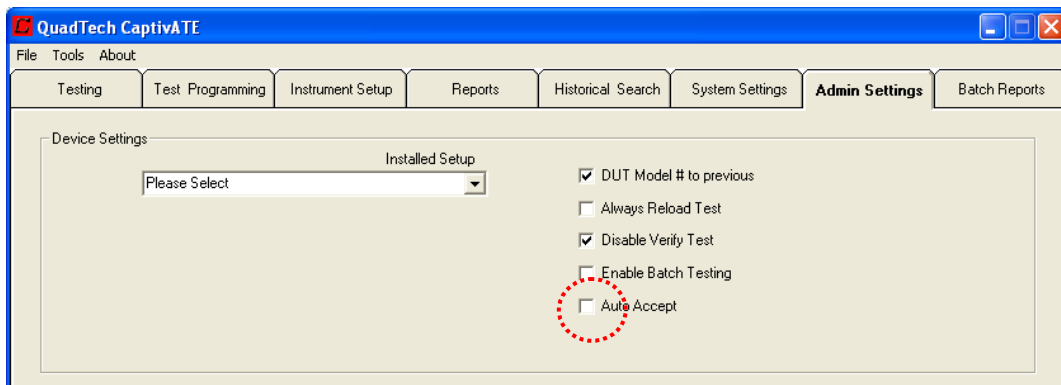 QuadTech CaptivATE
File Tools About
Testing Test Programming Instrument Setup Reports Historical Search System Settings Admin Settings Batch Reports
Device Settings
Installed Setup
Please Select
DUT Model # to previous
Always Reload Test
Disable Verify Test
Enable Batch Testing
Auto Accept